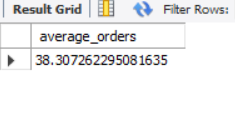 Result Grid Filter Rows:
average_orders
38.307262295081635